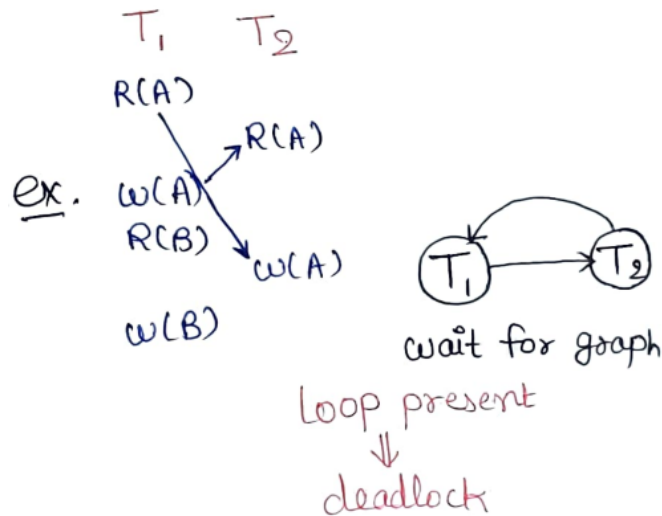 T₁ T₂
R(A)
R(A)
ex. W(A)
R(B)
W(A)
W(B)
T₁ T₂
wait for graph
Loop present
⇓
deadlock